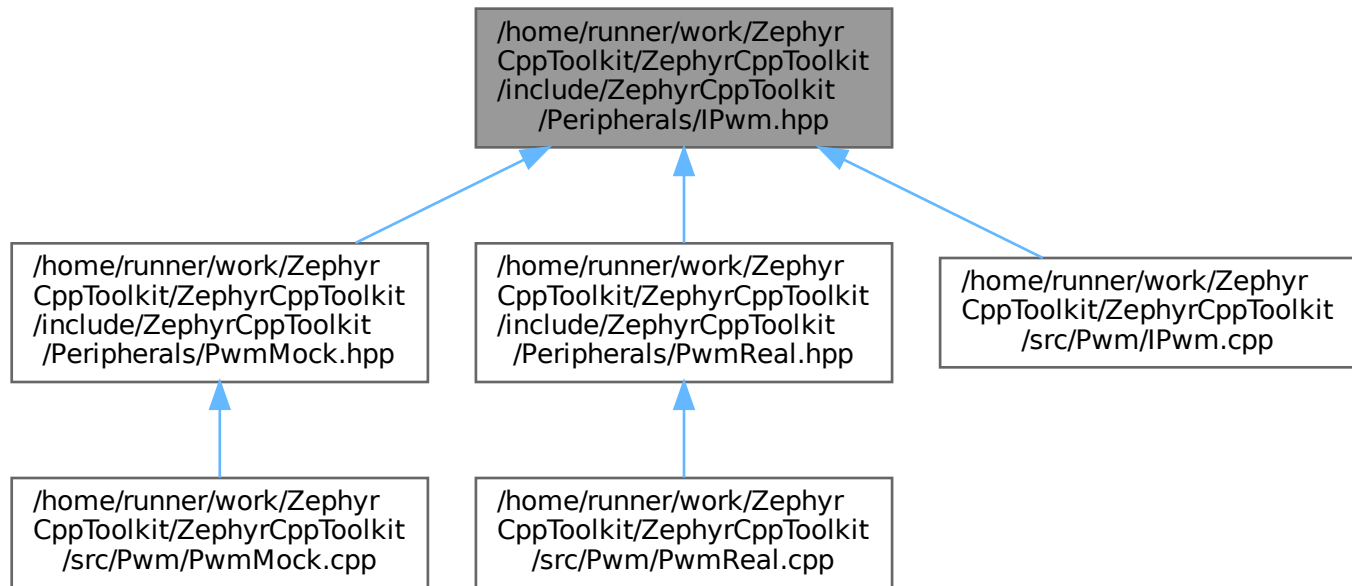 /home/runner/work/Zephyr
CppToolkit/ZephyrCppToolkit
/include/ZephyrCppToolkit
/Peripherals/IPwm.hpp
/home/runner/work/Zephyr
CppToolkit/ZephyrCppToolkit
/include/ZephyrCppToolkit
/Peripherals/PwmMock.hpp
/home/runner/work/Zephyr
CppToolkit/ZephyrCppToolkit
/include/ZephyrCppToolkit
/Peripherals/PwmReal.hpp
/home/runner/work/Zephyr
CppToolkit/ZephyrCppToolkit
/src/Pwm/IPwm.cpp
/home/runner/work/Zephyr
CppToolkit/ZephyrCppToolkit
/src/Pwm/PwmMock.cpp
/home/runner/work/Zephyr
CppToolkit/ZephyrCppToolkit
/src/Pwm/PwmReal.cpp